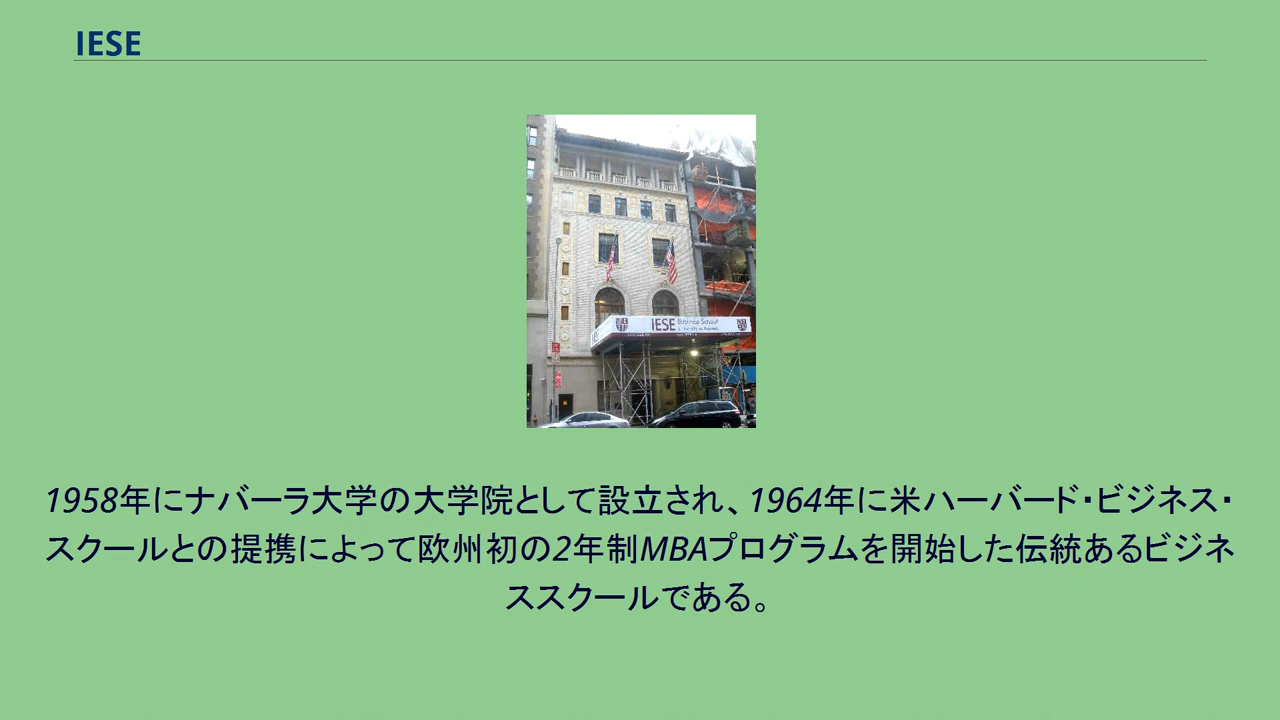 IESE
IESE Business School
University of Navarra
1958年にナバーラ大学の大学院として設立され、1964年に米ハーバード・ビジネス・
スクールとの提携によって欧州初の2年制MBAプログラムを開始した伝統あるビジネ
ススクールである。